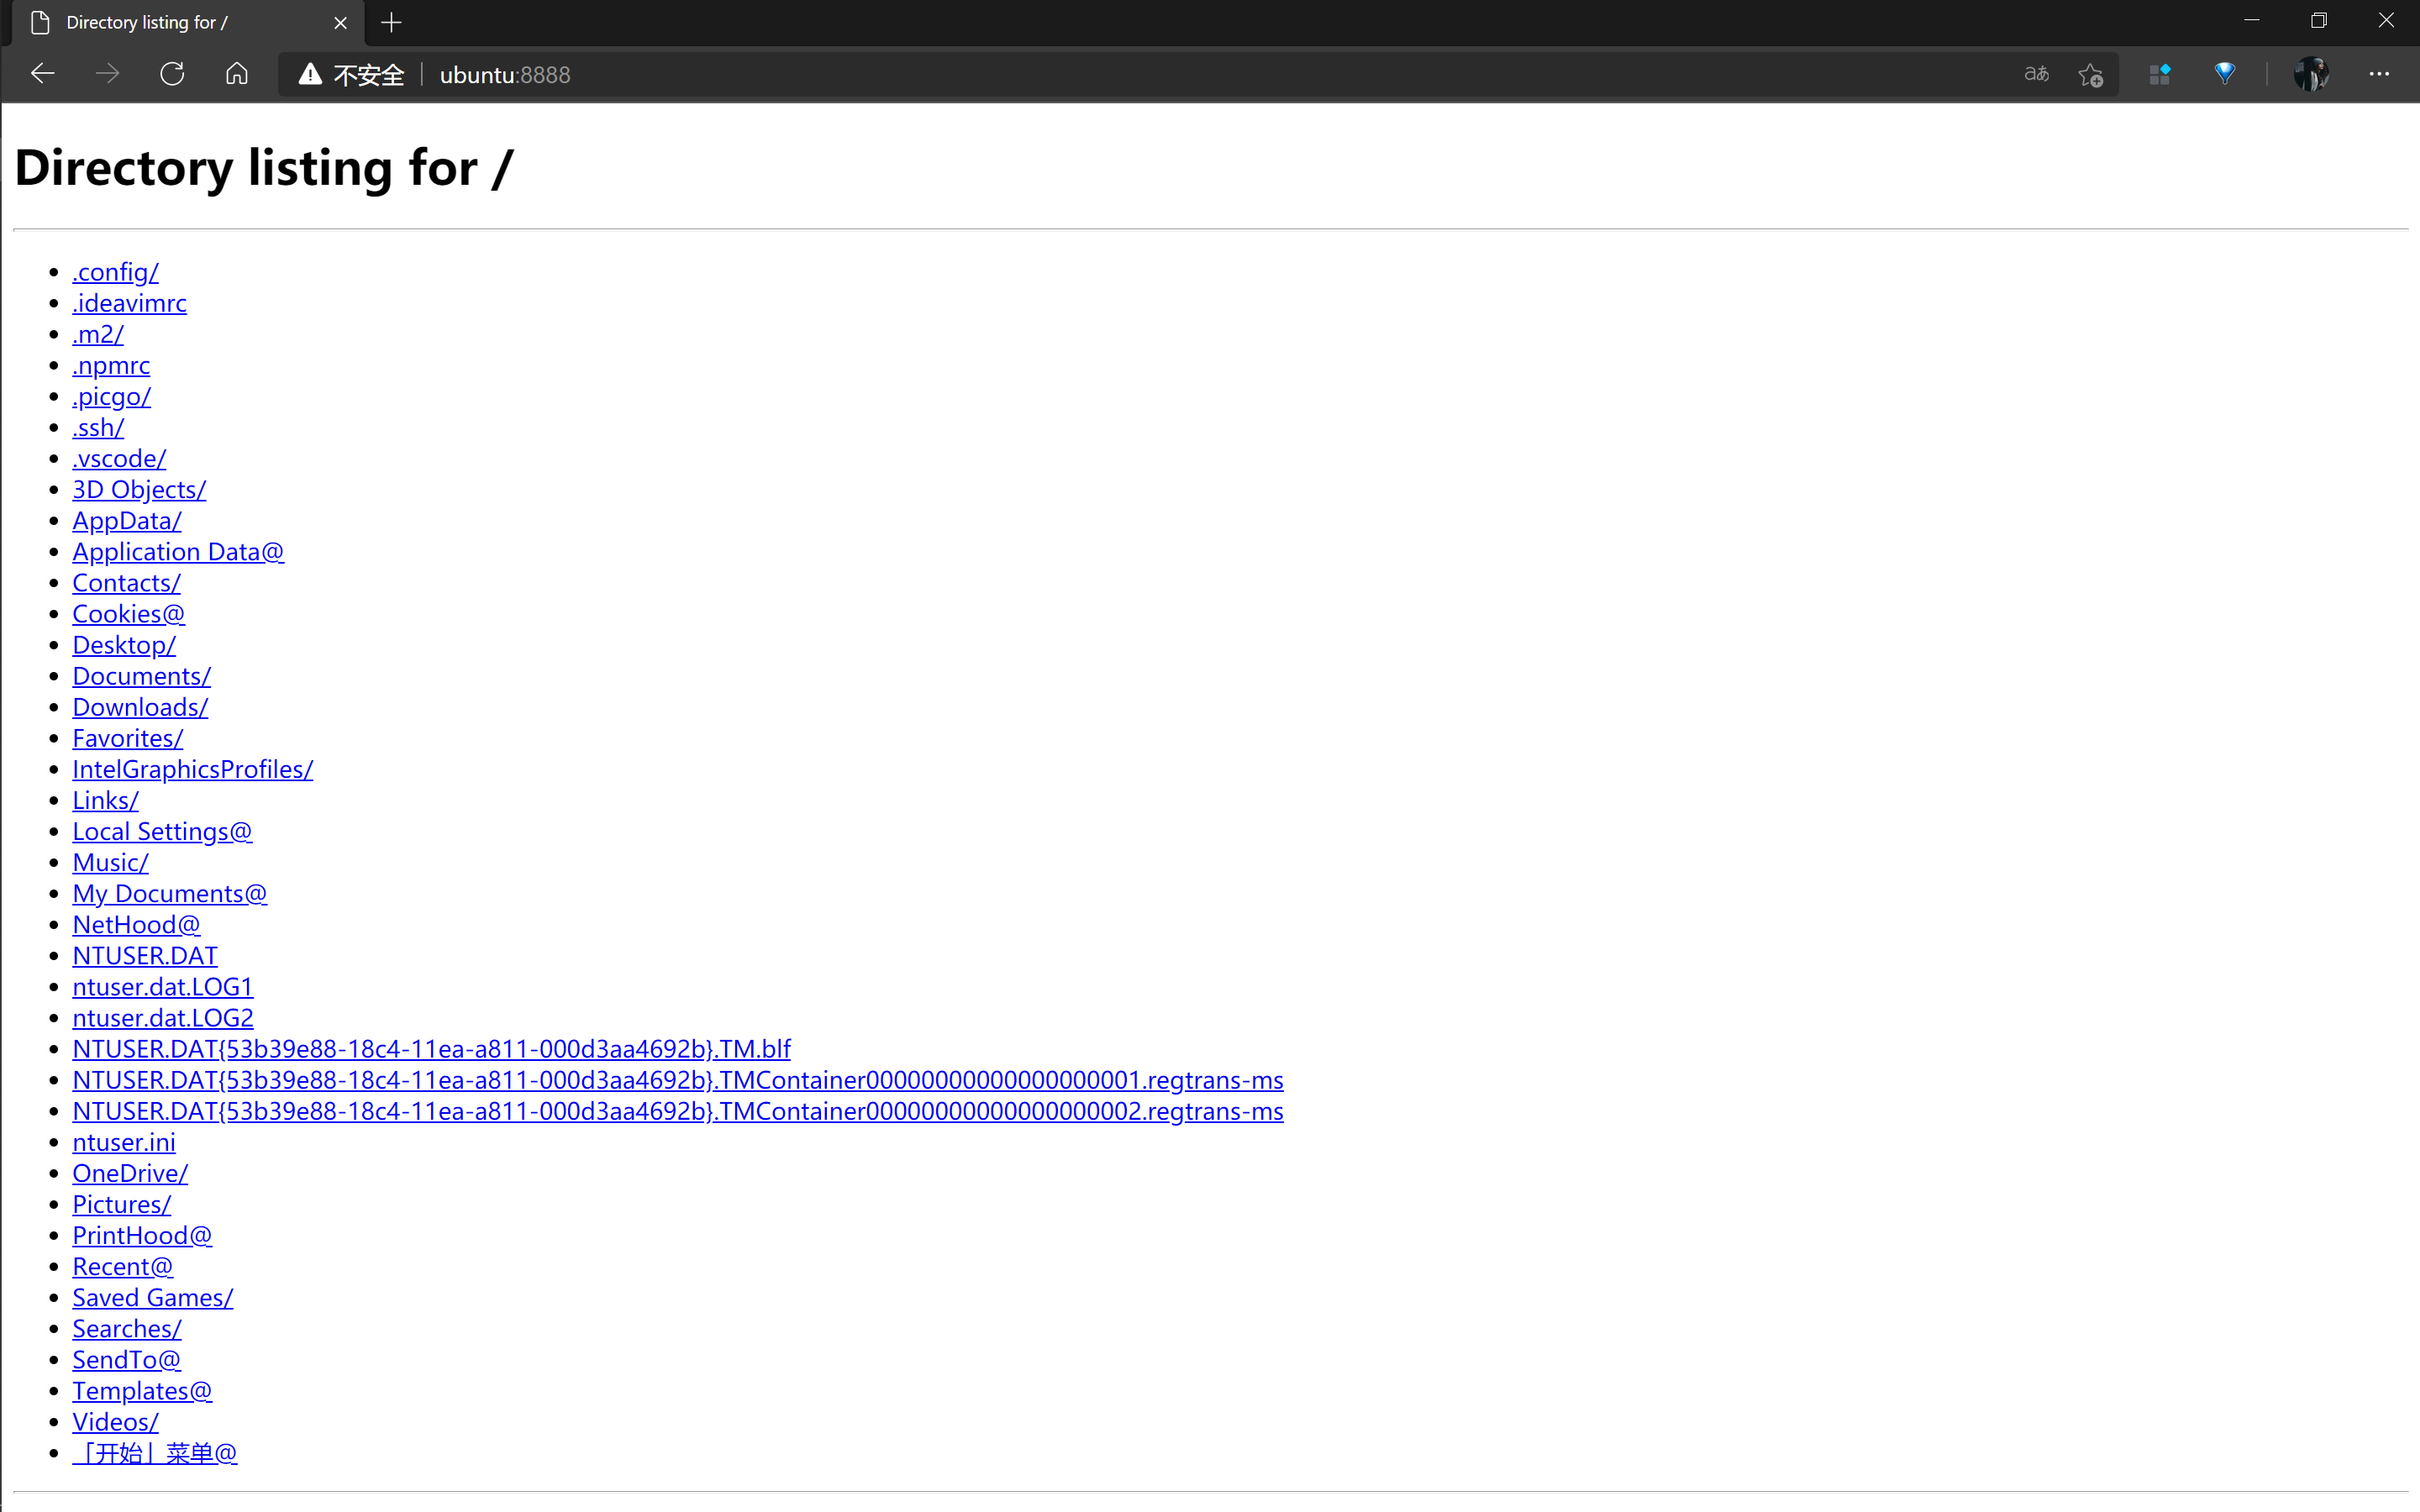 Directory listing for /
不安全 ubuntu:8888
aあ
Directory listing for /
.config/
.ideavimrc
.m2/
.npmrc
.picgo/
.ssh/
.vscode/
3D Objects/
AppData/
Application Data@
Contacts/
Cookies@
Desktop/
Documents/
Downloads/
Favorites/
IntelGraphicsProfiles/
Links/
Local Settings@
Music/
My Documents@
NetHood@
NTUSER.DAT
ntuser.dat.LOG1
ntuser.dat.LOG2
NTUSER.DAT{53b39e88-18c4-11ea-a811-000d3aa4692b}.TM.blf
NTUSER.DAT{53b39e88-18c4-11ea-a811-000d3aa4692b}.TMContainer00000000000000000001.regtrans-ms
NTUSER.DAT{53b39e88-18c4-11ea-a811-000d3aa4692b}.TMContainer00000000000000000002.regtrans-ms
ntuser.ini
OneDrive/
Pictures/
PrintHood@
Recent@
Saved Games/
Searches/
SendTo@
Templates@
Videos/
「开始」菜单@